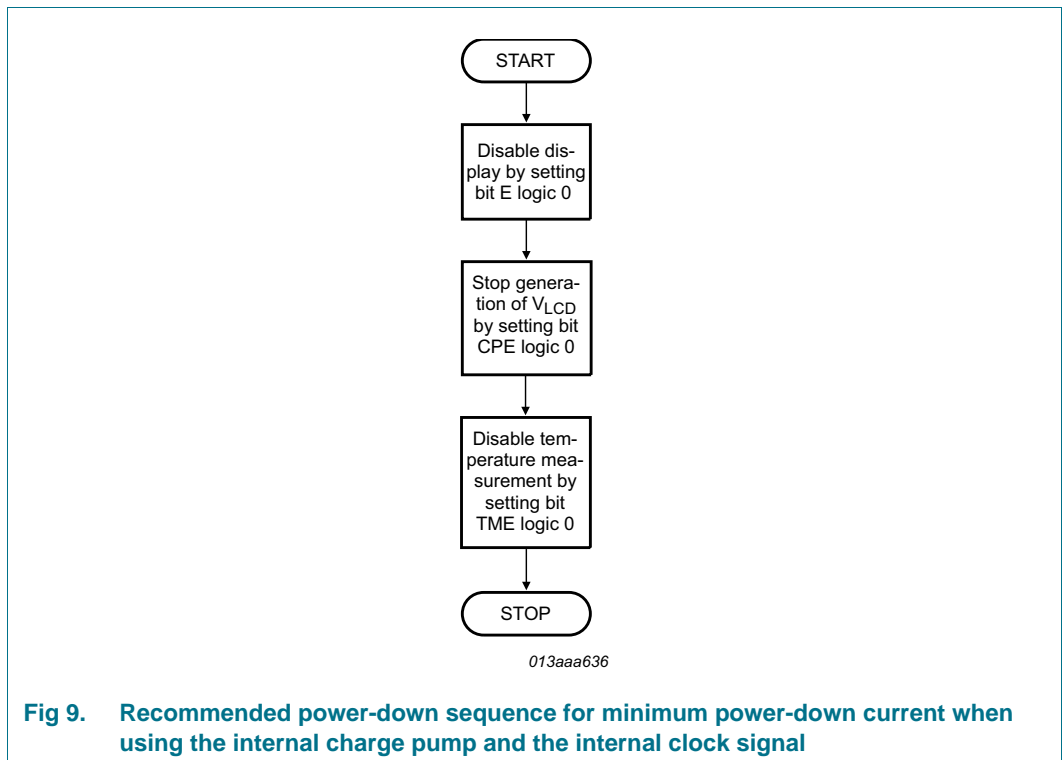 START
Disable dis-
play by setting
bit E logic 0
Stop genera-
tion of VLCD
by setting bit
CPE logic 0
Disable tem-
perature mea-
surement by
setting bit
TME logic 0
STOP
013aaa636
Fig 9. Recommended power-down sequence for minimum power-down current when
using the internal charge pump and the internal clock signal